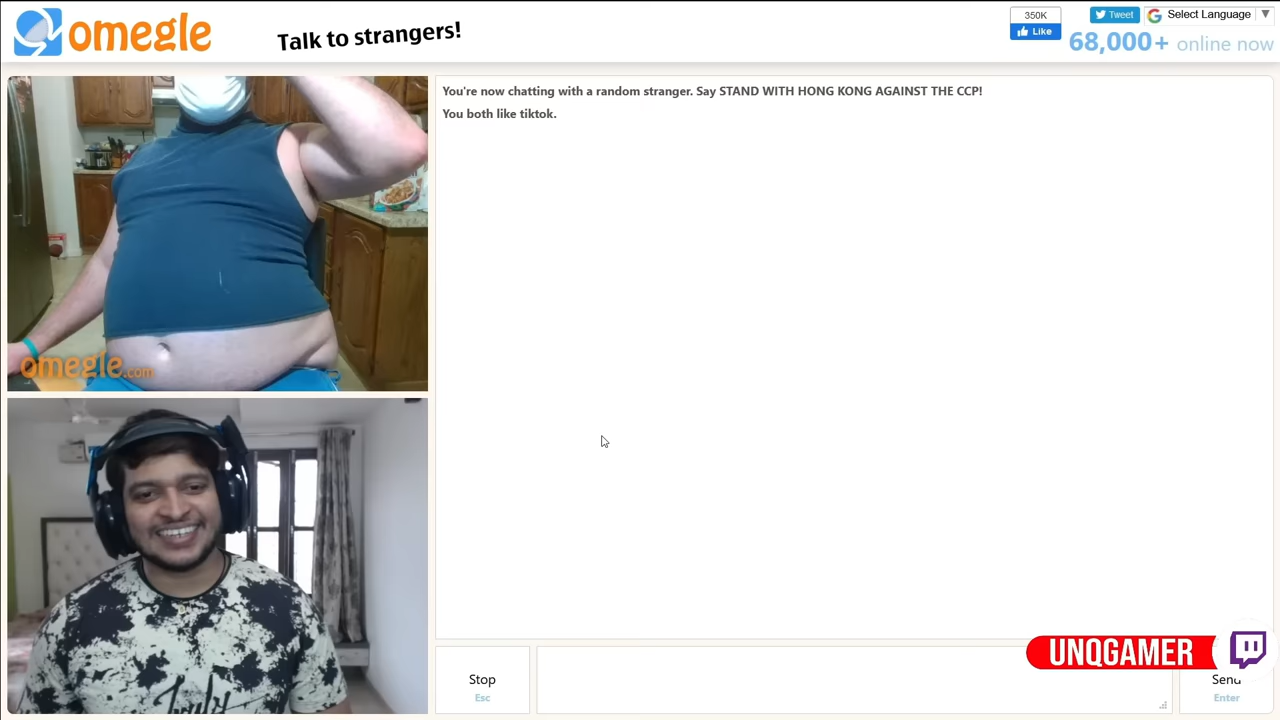 omegle
Talk to strangers!
350K
Like
Tweet
Select Language
68,000+ online now
You're now chatting with a random stranger. Say STAND WITH HONG KONG AGAINST THE CCP!
You both like tiktok.
omegle.com
Stop
Esc
UNQGAMER
Send
Enter